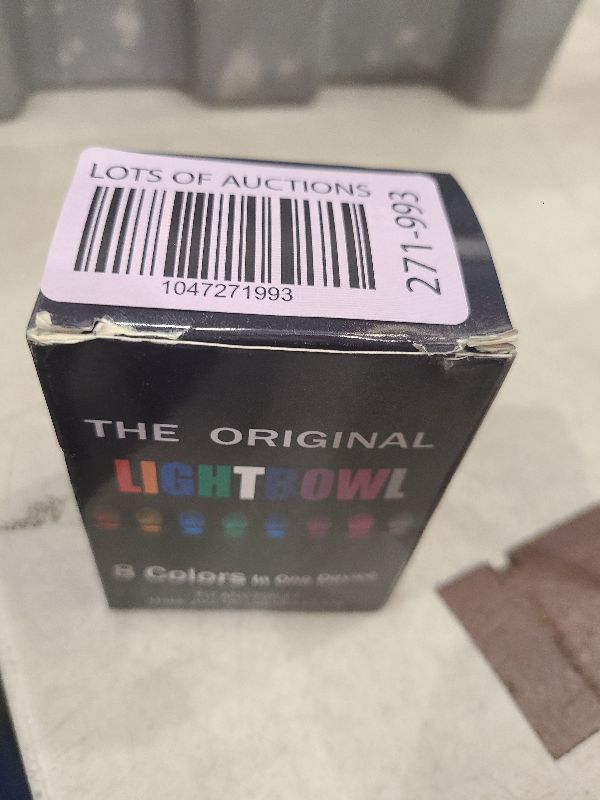 LOTS OF AUCTIONS
1047271993
271-993
THE ORIGINAL
LIGHTBOWL
8 Colors In One Device